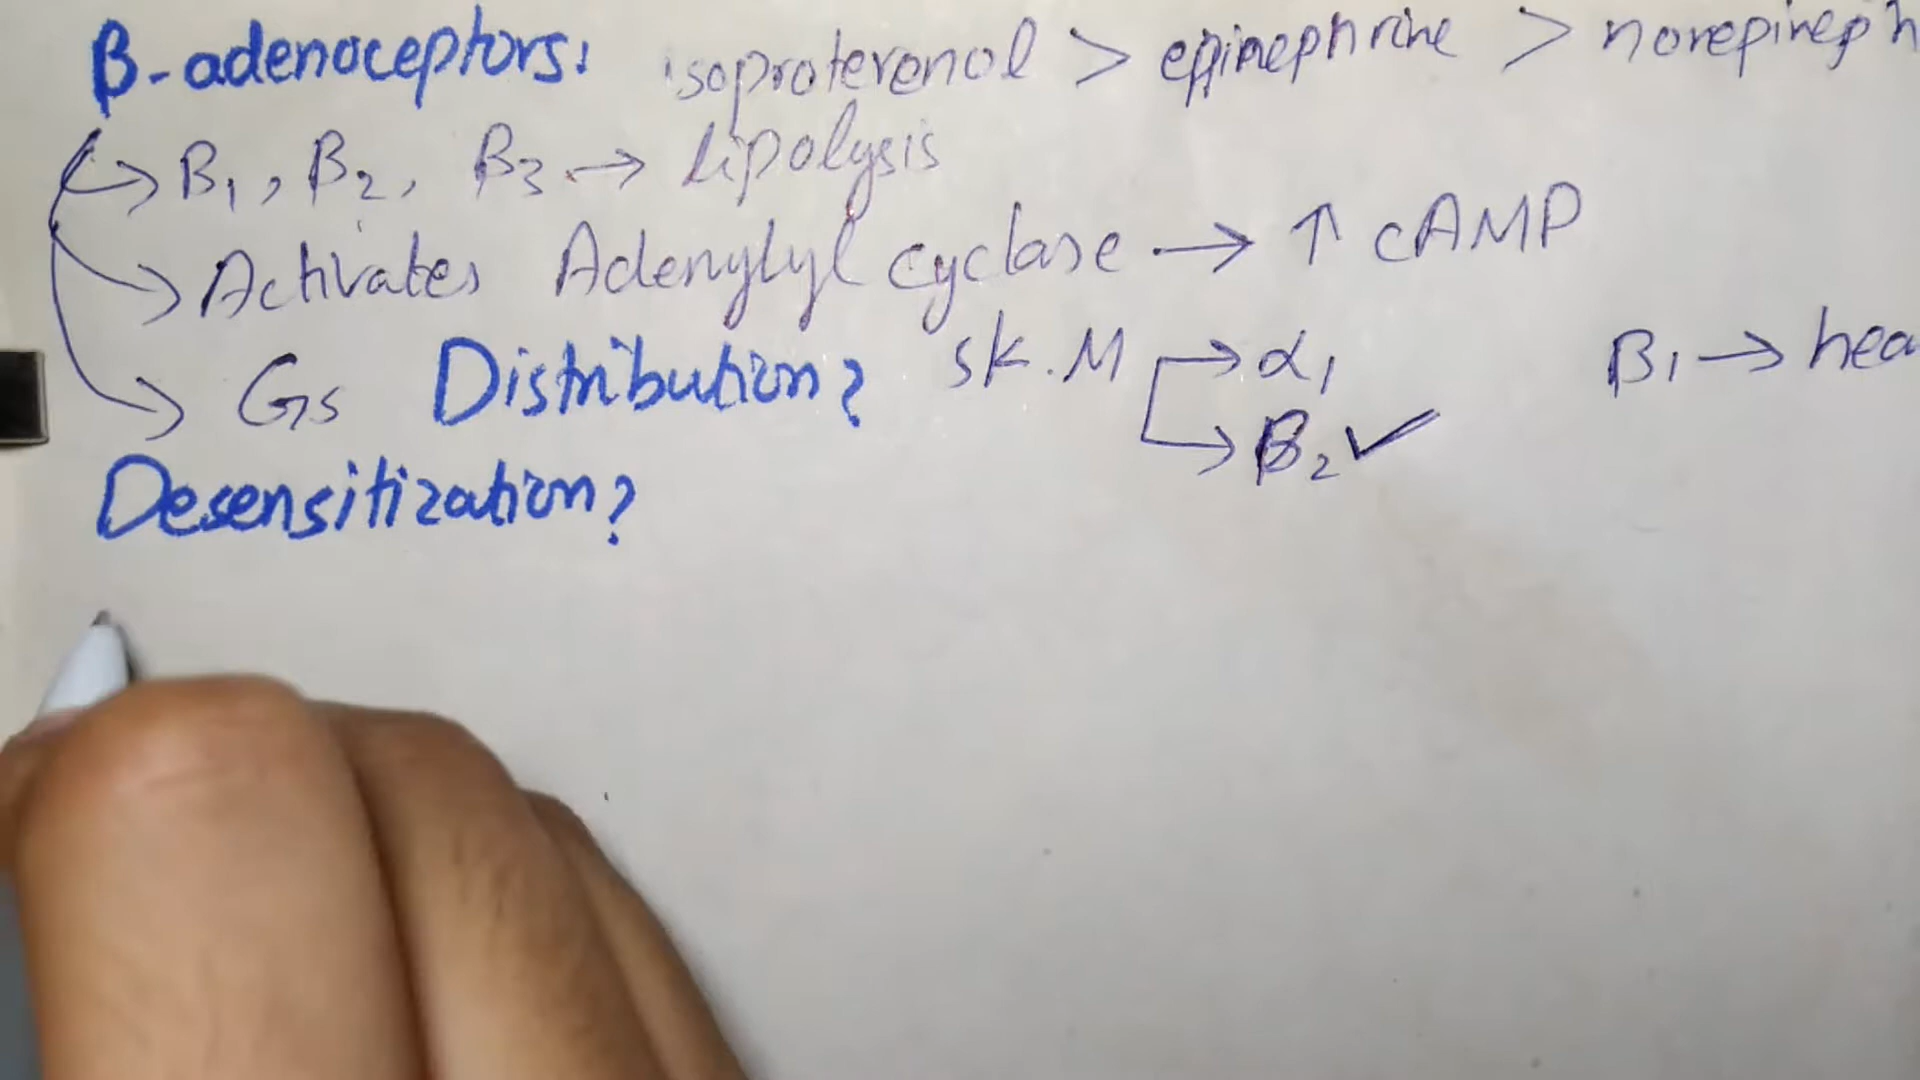 β-adenoceptors: isoproterenol > epinephrine > norepineph
→ β1, β2, β3 → Lipolysis
→ Activates Adenylyl cyclase → ↑ cAMP
→ Gs Distribution? sk.M → α1 β1 → hea
→ β2 ✓
Desensitization?